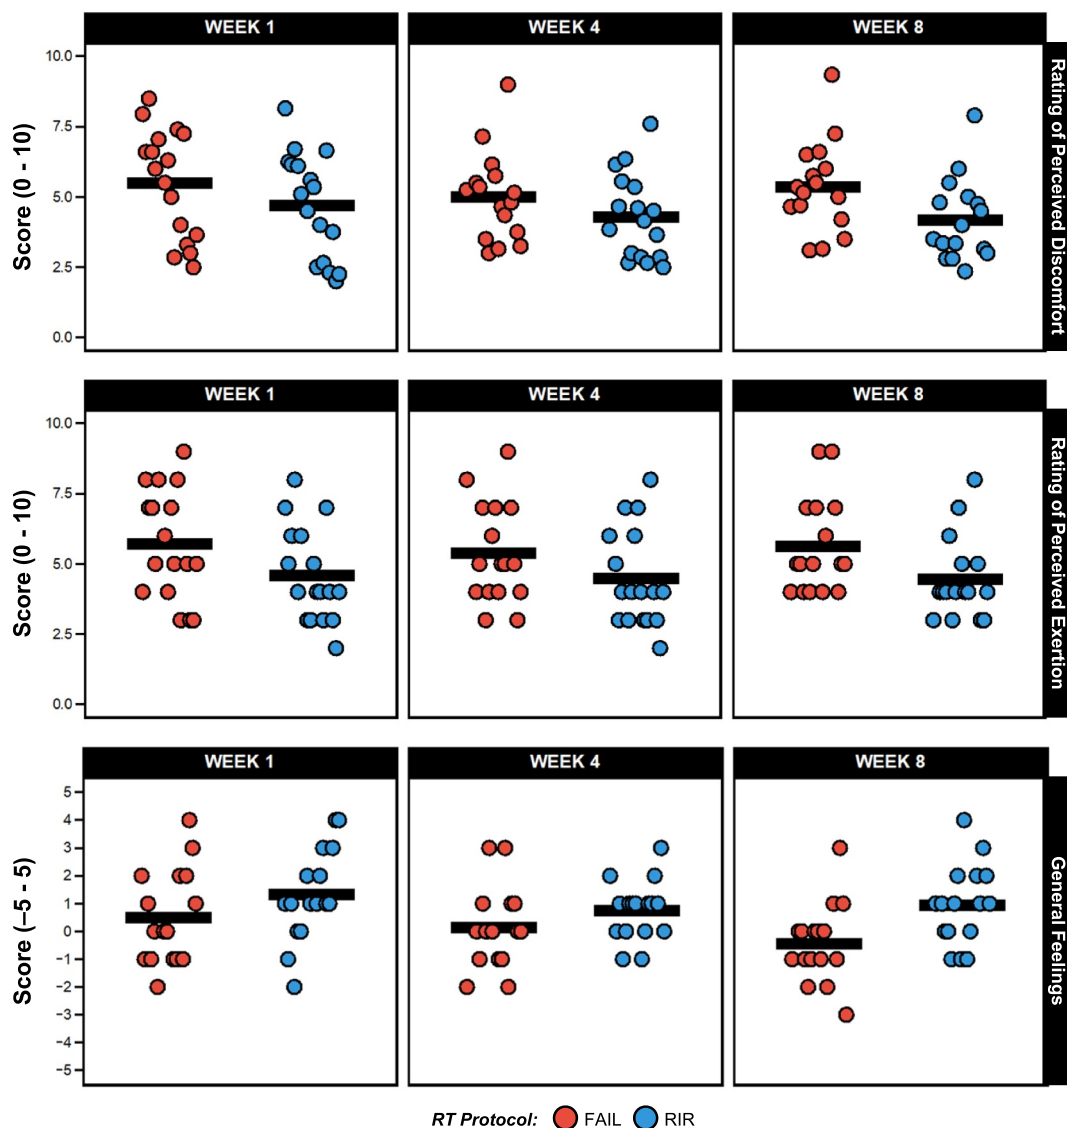 WEEK 1 WEEK 4 WEEK 8
Score (0 - 10)
10.0
7.5
5.0
2.5
0.0
Rating of Perceived Discomfort
WEEK 1 WEEK 4 WEEK 8
Score (0 - 10)
10.0
7.5
5.0
2.5
0.0
Rating of Perceived Exertion
WEEK 1 WEEK 4 WEEK 8
Score (–5 - 5)
5
4
3
2
1
0
−1
−2
−3
−4
−5
General Feelings
RT Protocol: FAIL RIR